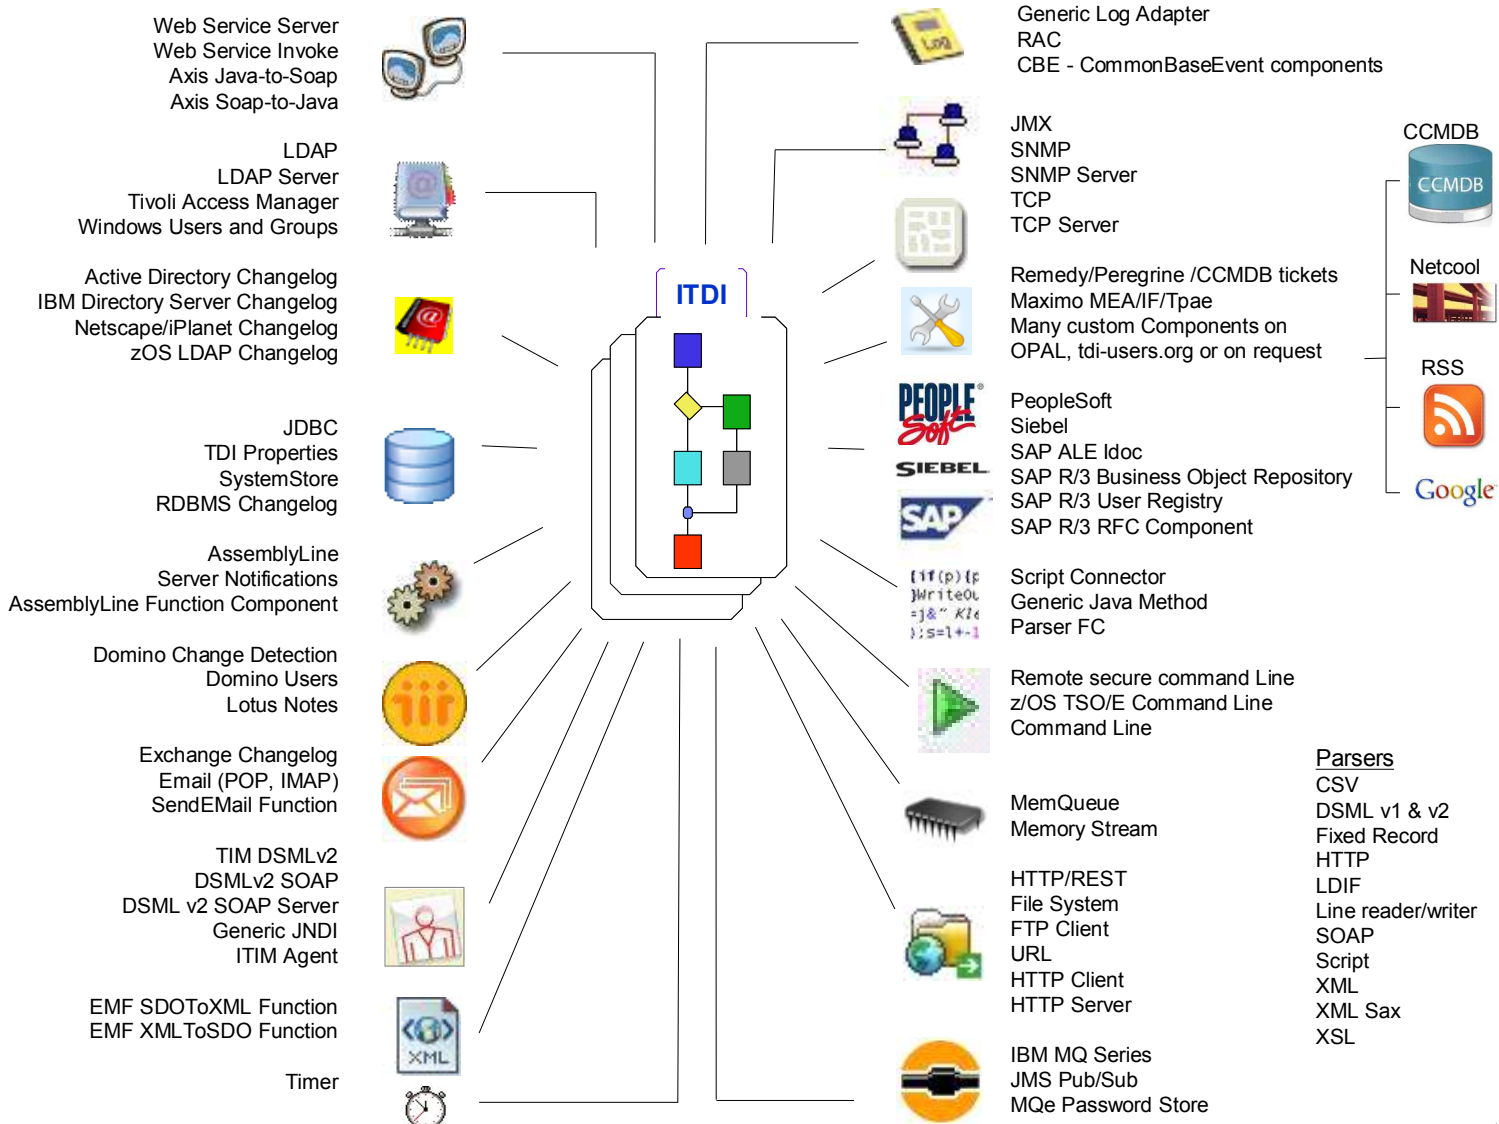 Web Service Server
Web Service Invoke
Axis Java-to-Soap
Axis Soap-to-Java
LDAP
LDAP Server
Tivoli Access Manager
Windows Users and Groups
Active Directory Changelog
IBM Directory Server Changelog
Netscape/iPlanet Changelog
zOS LDAP Changelog
JDBC
TDI Properties
SystemStore
RDBMS Changelog
AssemblyLine
Server Notifications
AssemblyLine Function Component
Domino Change Detection
Domino Users
Lotus Notes
Exchange Changelog
Email (POP, IMAP)
SendEMail Function
TIM DSMLv2
DSMLv2 SOAP
DSML v2 SOAP Server
Generic JNDI
ITIM Agent
EMF SDOToXML Function
EMF XMLToSDO Function
XML
Timer
ITDI
Log
Generic Log Adapter
RAC
CBE - CommonBaseEvent components
JMX
SNMP
SNMP Server
TCP
TCP Server
Remedy/Peregrine /CCMDB tickets
Maximo MEA/IF/Tpae
Many custom Components on
OPAL, tdi-users.org or on request
PEOPLE
Soft
SIEBEL
SAP
PeopleSoft
Siebel
SAP ALE Idoc
SAP R/3 Business Object Repository
SAP R/3 User Registry
SAP R/3 RFC Component
{if(p){p
}WriteOu
=j&" Kle
);s=l+-1
Script Connector
Generic Java Method
Parser FC
Remote secure command Line
z/OS TSO/E Command Line
Command Line
MemQueue
Memory Stream
HTTP/REST
File System
FTP Client
URL
HTTP Client
HTTP Server
IBM MQ Series
JMS Pub/Sub
MQe Password Store
CCMDB
CCMDB
Netcool
RSS
Google
Parsers
CSV
DSML v1 & v2
Fixed Record
HTTP
LDIF
Line reader/writer
SOAP
Script
XML
XML Sax
XSL